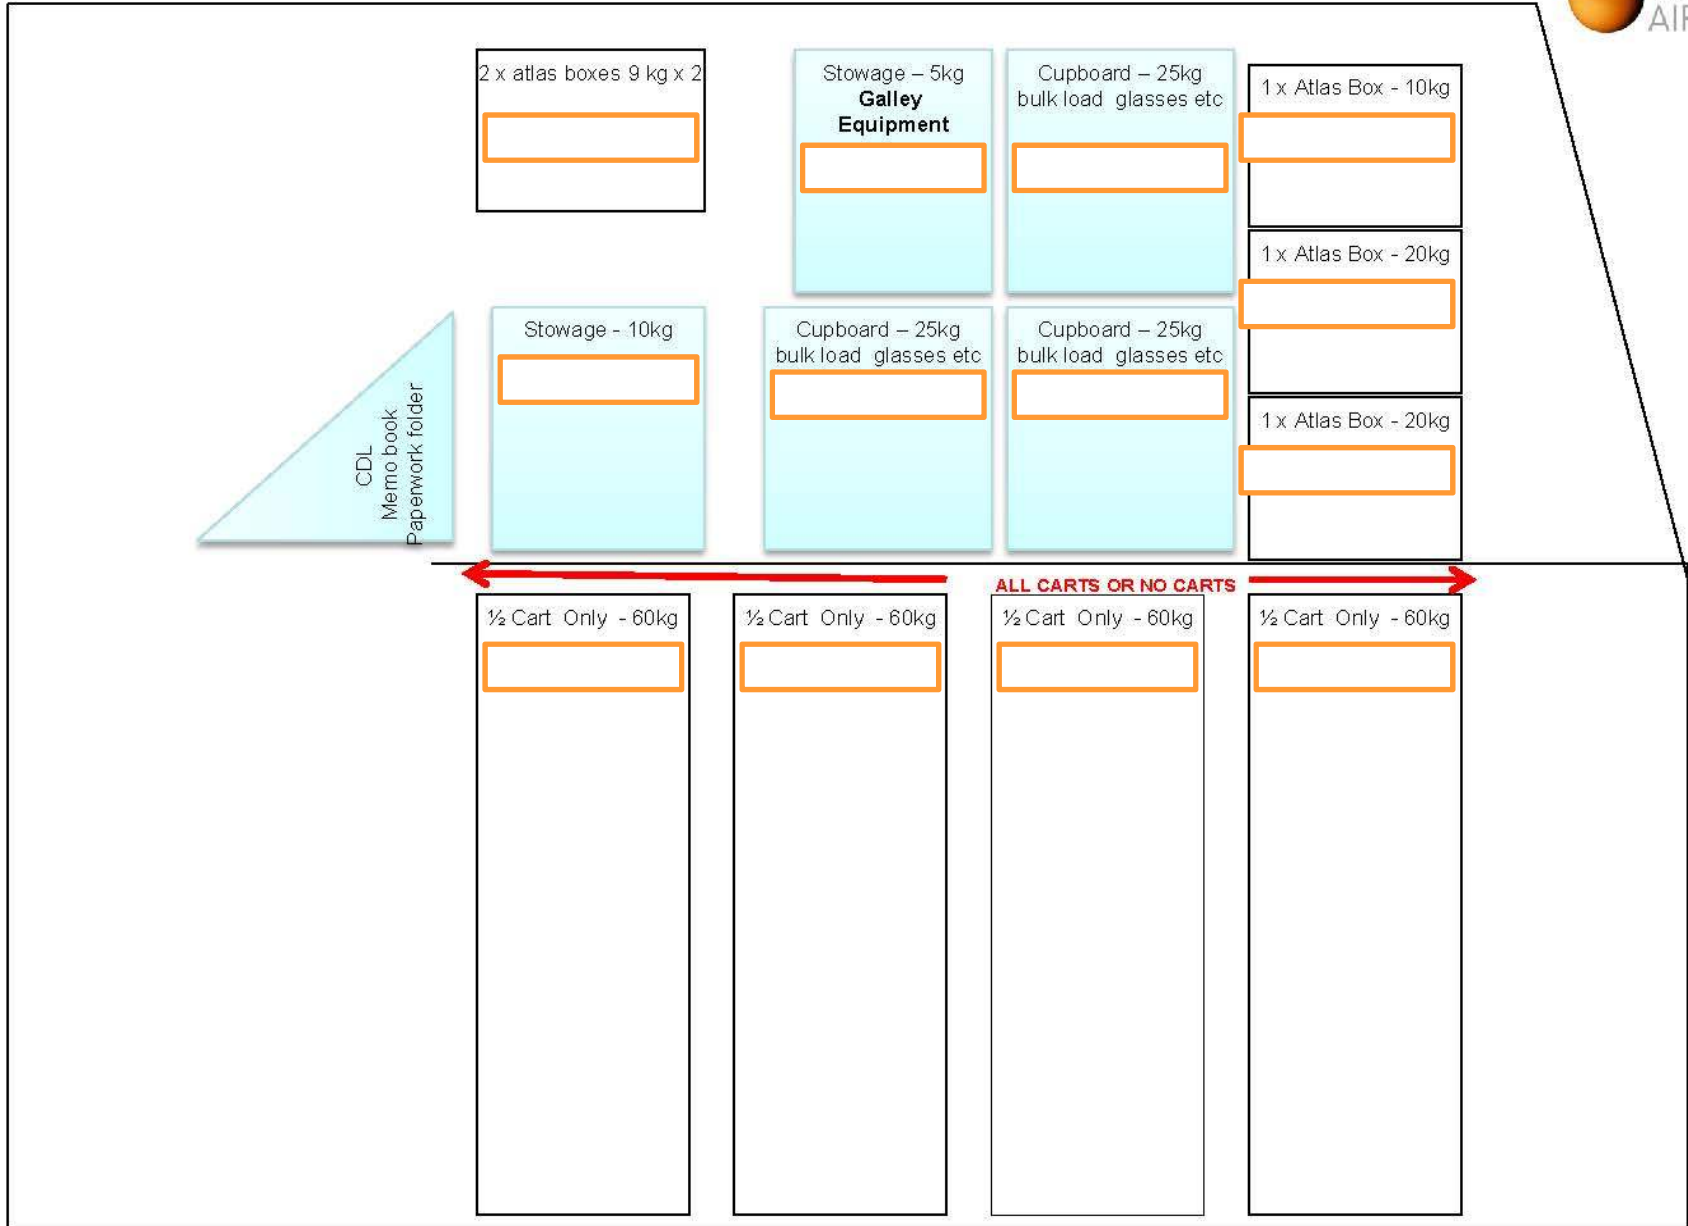 AIR
2 x atlas boxes 9 kg x 2
Stowage – 5kg
Galley
Equipment
Cupboard – 25kg
bulk load glasses etc
1 x Atlas Box - 10kg
1 x Atlas Box - 20kg
Stowage - 10kg
Cupboard – 25kg
bulk load glasses etc
Cupboard – 25kg
bulk load glasses etc
1 x Atlas Box - 20kg
CDL
Memo book
Paperwork folder
ALL CARTS OR NO CARTS
½ Cart Only - 60kg
½ Cart Only - 60kg
½ Cart Only - 60kg
½ Cart Only - 60kg